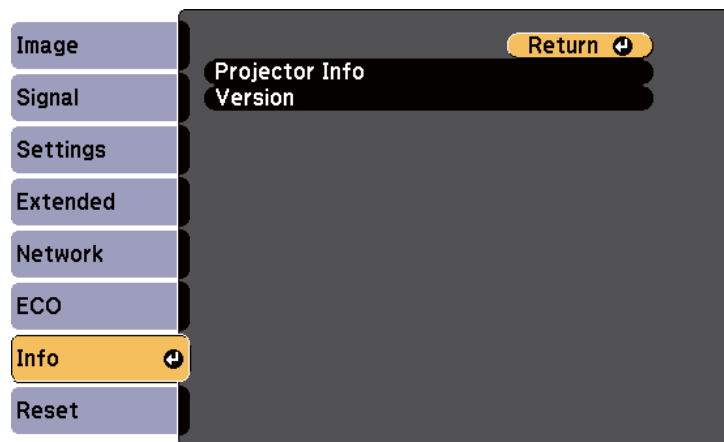 Image
Signal
Settings
Extended
Network
ECO
Info
Reset
Return
Projector Info
Version